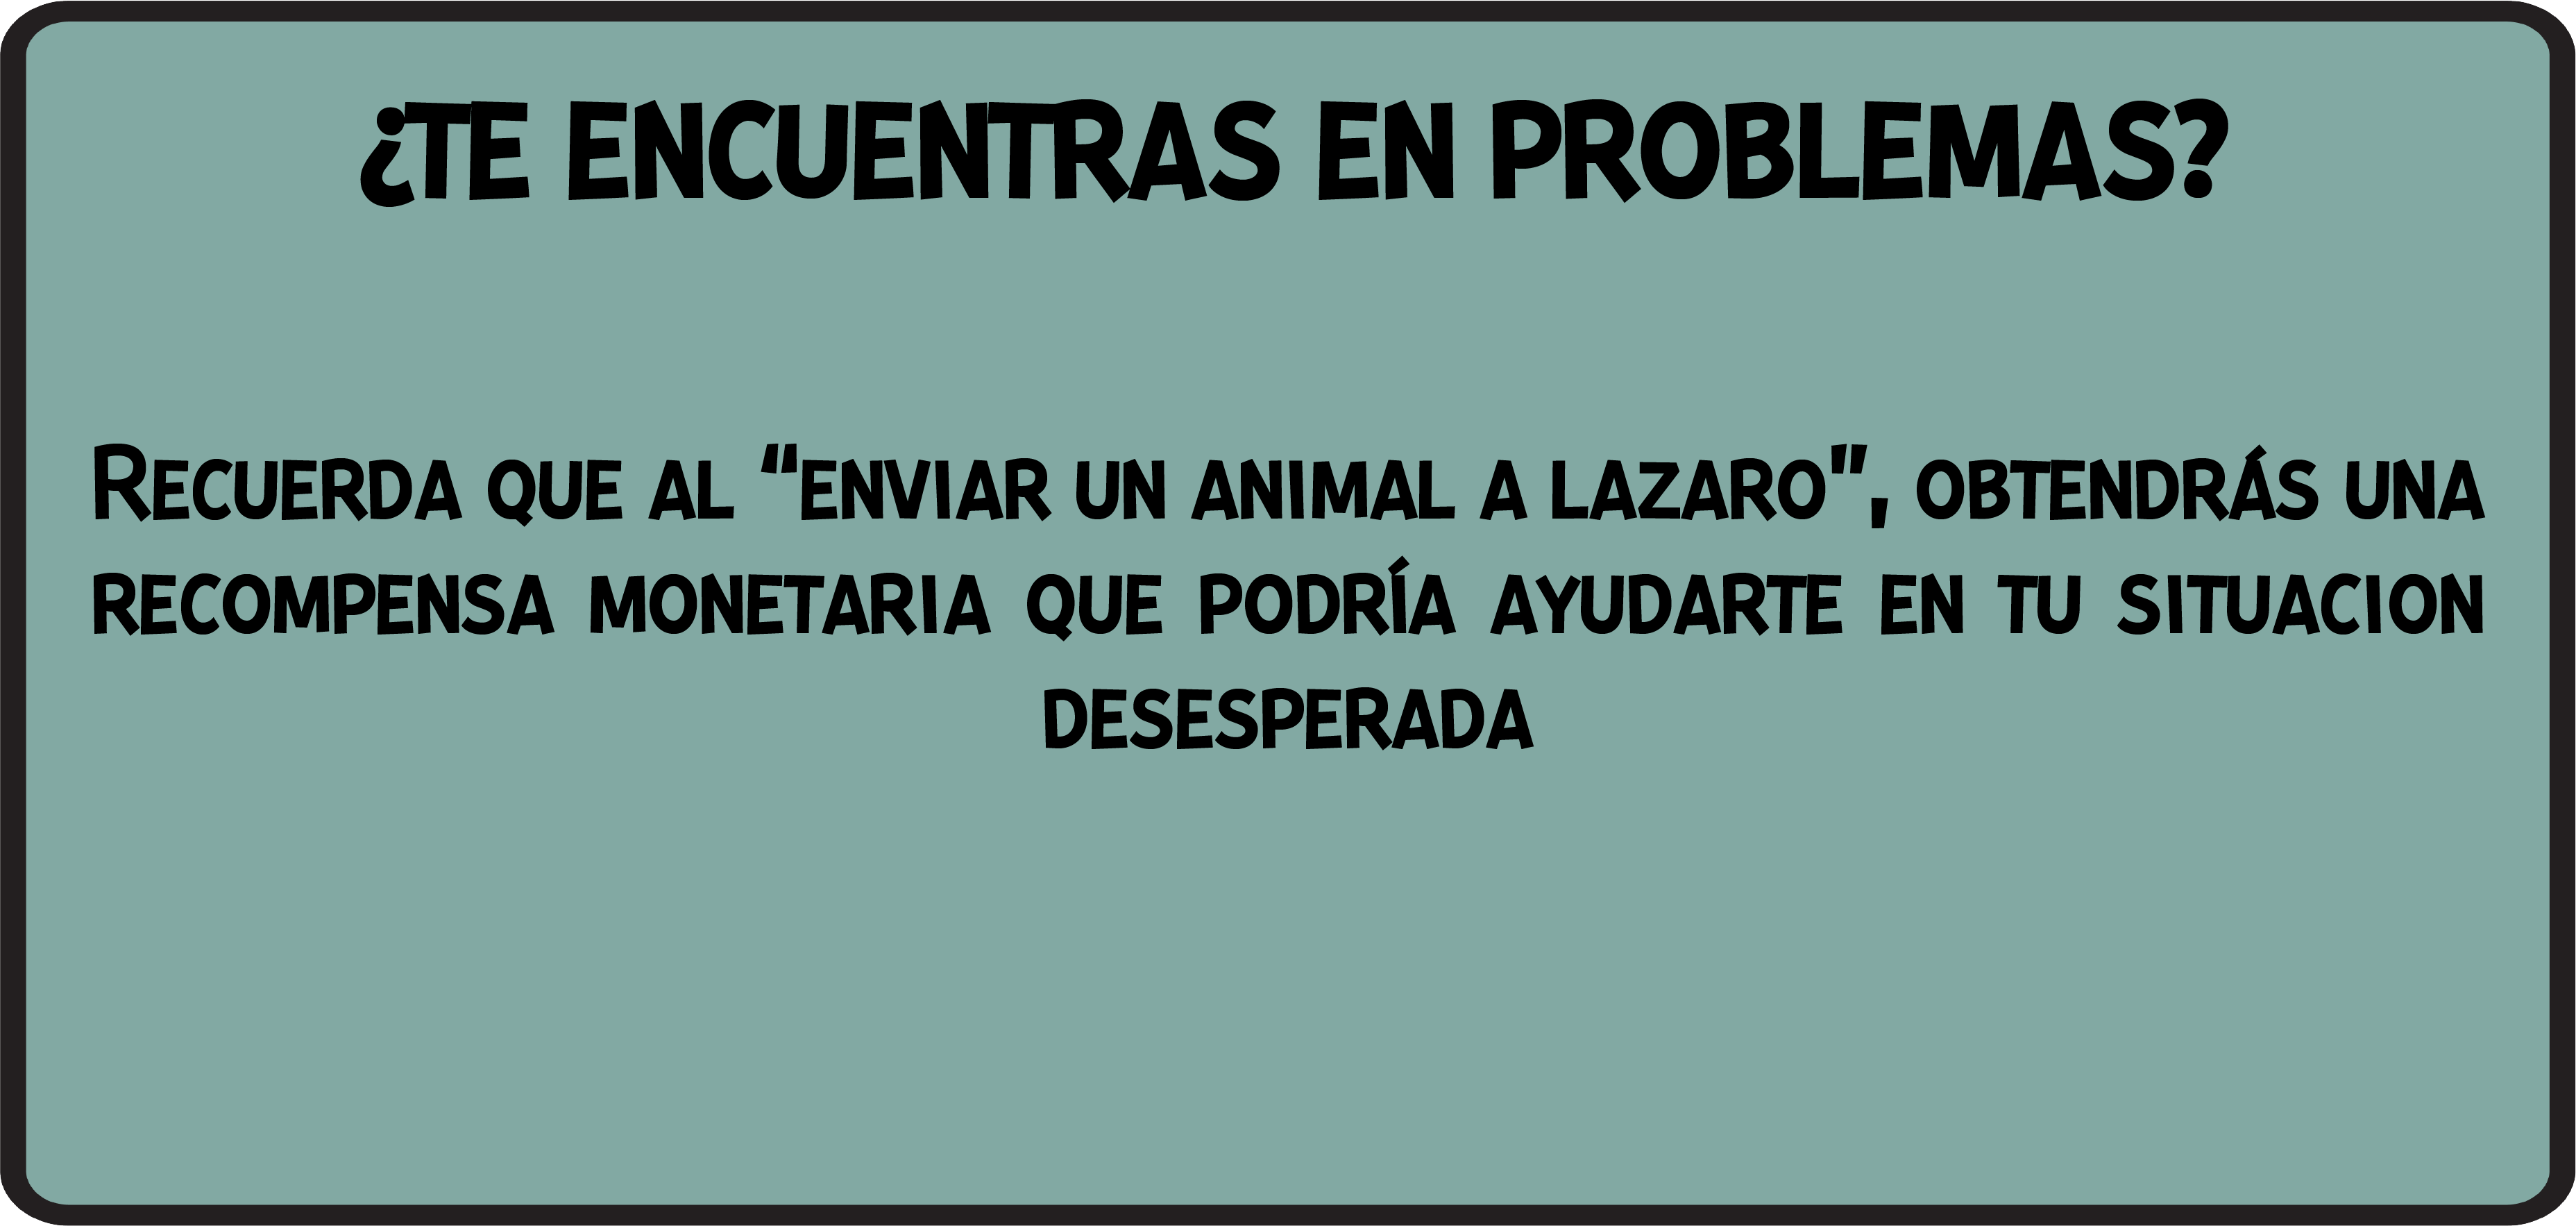 ¿TE ENCUENTRAS EN PROBLEMAS?
RECUERDA QUE AL “ENVIAR UN ANIMAL A LAZARO”, OBTENDRÁS UNA
RECOMPENSA MONETARIA QUE PODRÍA AYUDARTE EN TU SITUACION
DESESPERADA